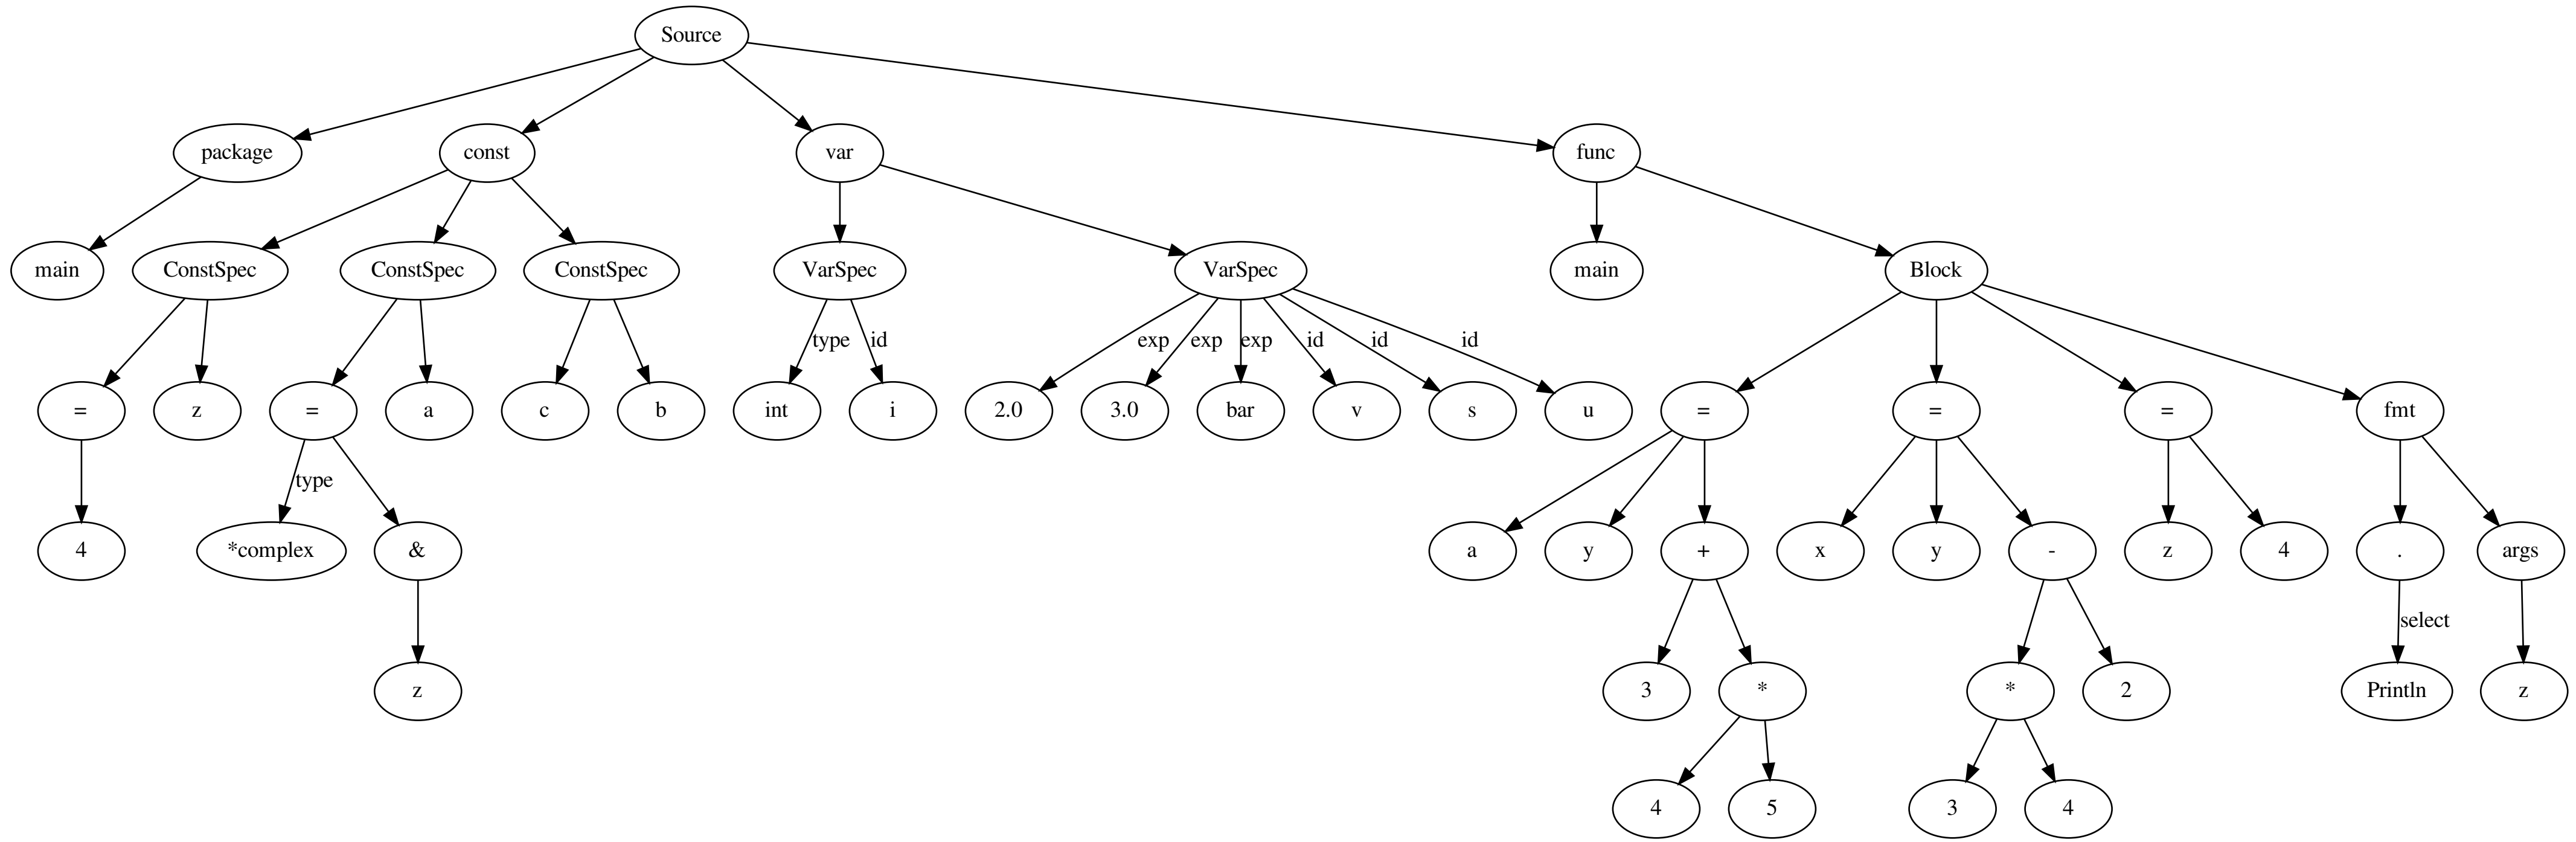 Source
package
const
var
func
main
ConstSpec
ConstSpec
ConstSpec
VarSpec
VarSpec
main
Block
type
id
exp
exp
exp
id
id
id
=
z
=
a
c
b
int
i
2.0
3.0
bar
v
s
u
=
=
=
fmt
type
4
*complex
&
a
y
+
x
y
-
z
4
.
args
select
z
3
*
*
2
Println
z
4
5
3
4